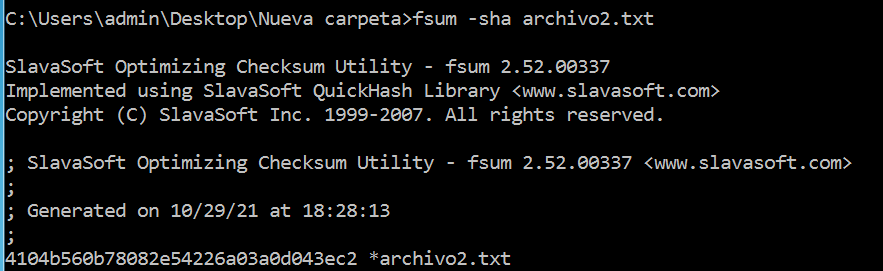 C:\Users\admin\Desktop\Nueva carpeta>fsum -sha archivo2.txt
SlavaSoft Optimizing Checksum Utility - fsum 2.52.00337
Implemented using SlavaSoft QuickHash Library <www.slavasoft.com>
Copyright (C) SlavaSoft Inc. 1999-2007. All rights reserved.
; SlavaSoft Optimizing Checksum Utility - fsum 2.52.00337 <www.slavasoft.com>
;
; Generated on 10/29/21 at 18:28:13
;
4104b560b78082e54226a03a0d043ec2 *archivo2.txt